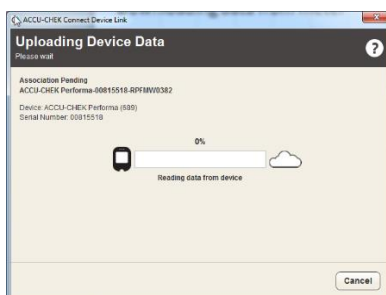 ACCU-CHEK Connect Device Link
Uploading Device Data
Please wait
?
Association Pending
ACCU-CHEK Performa-00815518-RPFMW0382
Device: ACCU-CHEK Performa (689)
Serial Number: 00815518
0%
Reading data from device
Cancel